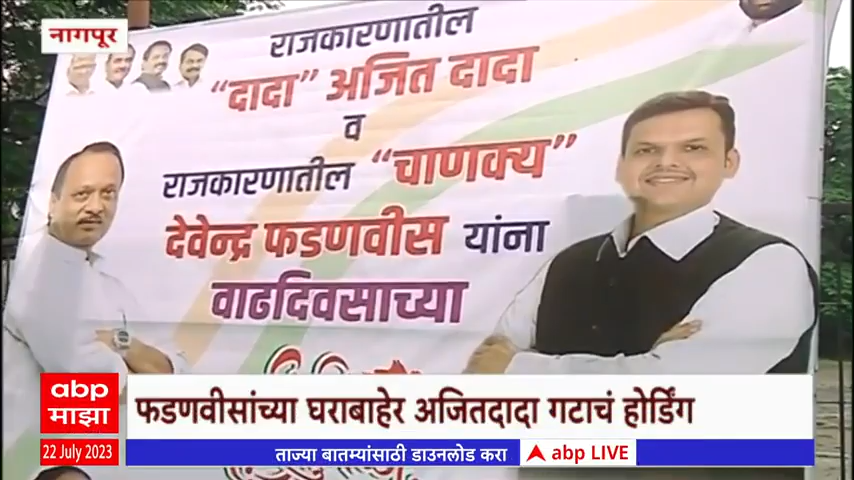 नागपूर
राजकारणातील
“दादा” अजित दादा
व
राजकारणातील “चाणक्य”
देवेन्द्र फडणवीस यांना
वाढदिवसाच्या
abp माझा
फडणवीसांच्या घराबाहेर अजितदादा गटाचं होर्डिंग
22 July 2023
ताज्या बातम्यांसाठी डाउनलोड करा abp LIVE